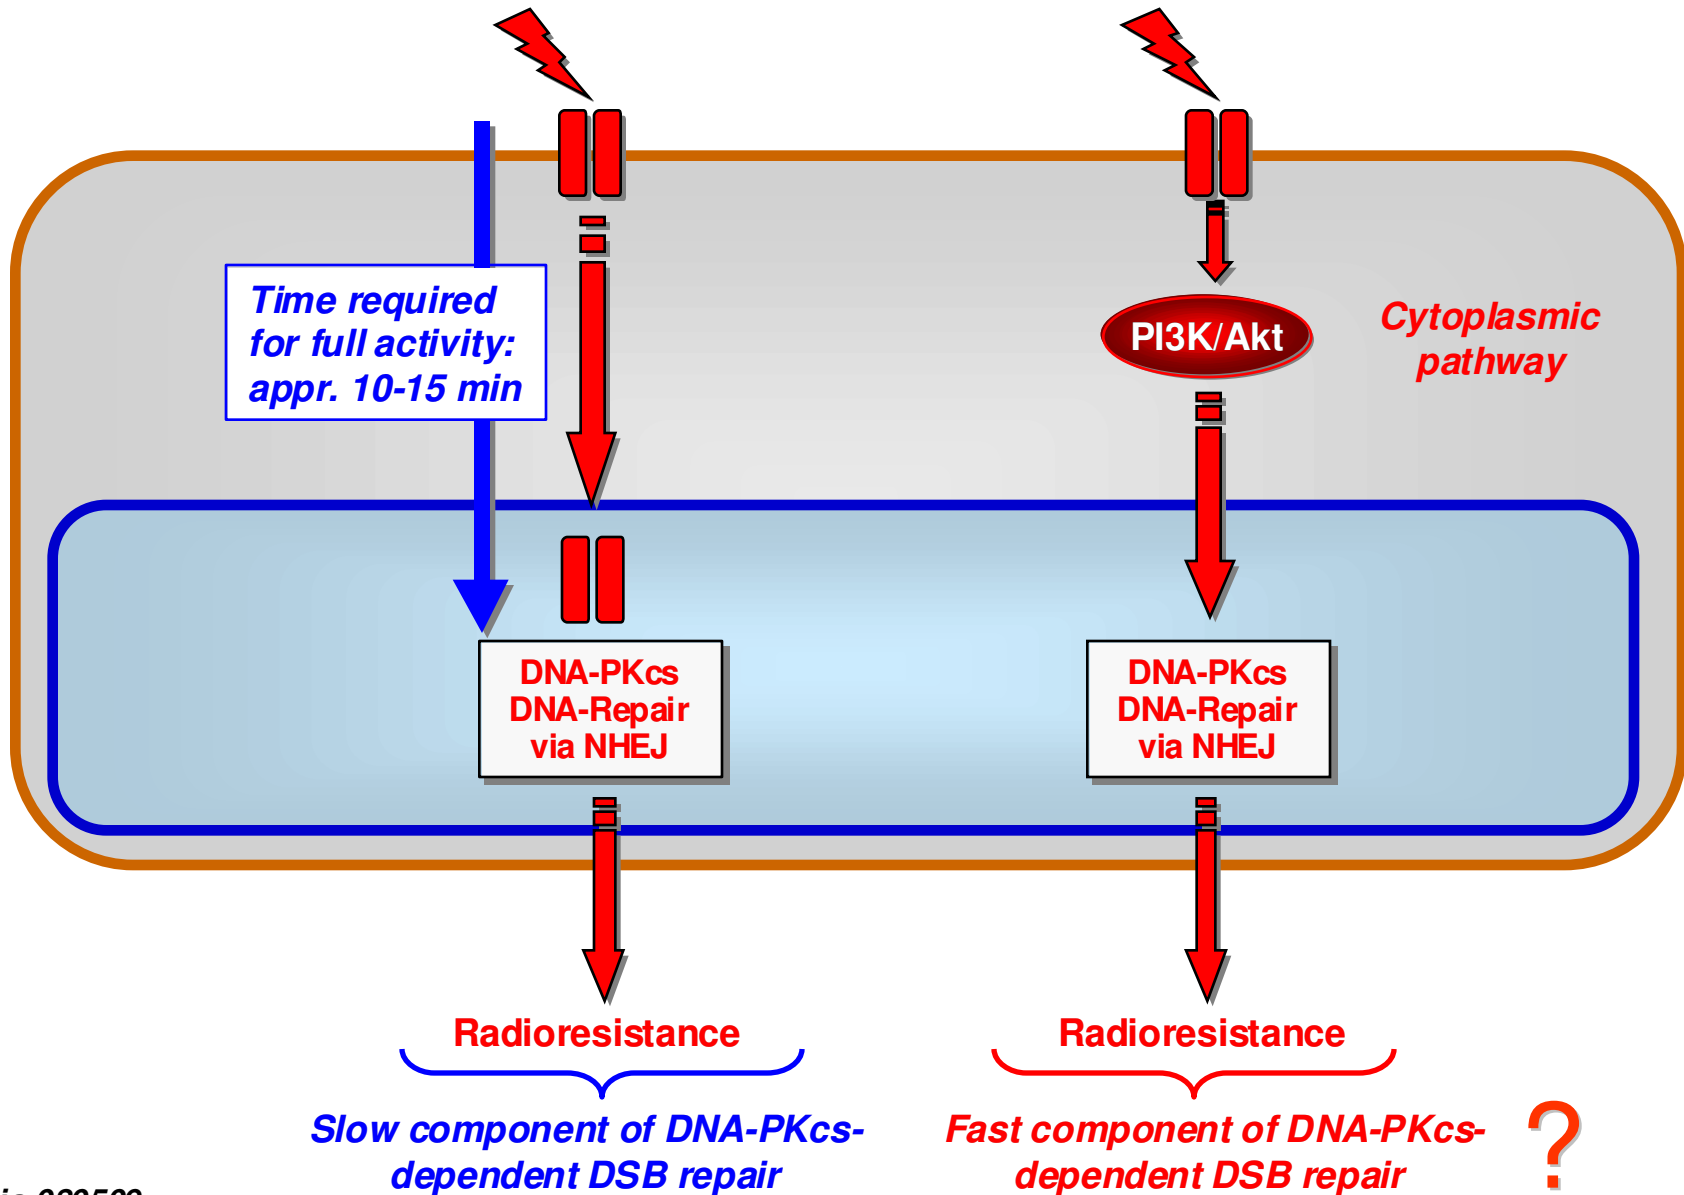 Time required
for full activity:
appr. 10-15 min
PI3K/Akt
Cytoplasmic
pathway
DNA-PKcs
DNA-Repair
via NHEJ
DNA-PKcs
DNA-Repair
via NHEJ
Radioresistance
Radioresistance
Slow component of DNA-PKcs-
dependent DSB repair
Fast component of DNA-PKcs-
dependent DSB repair
?